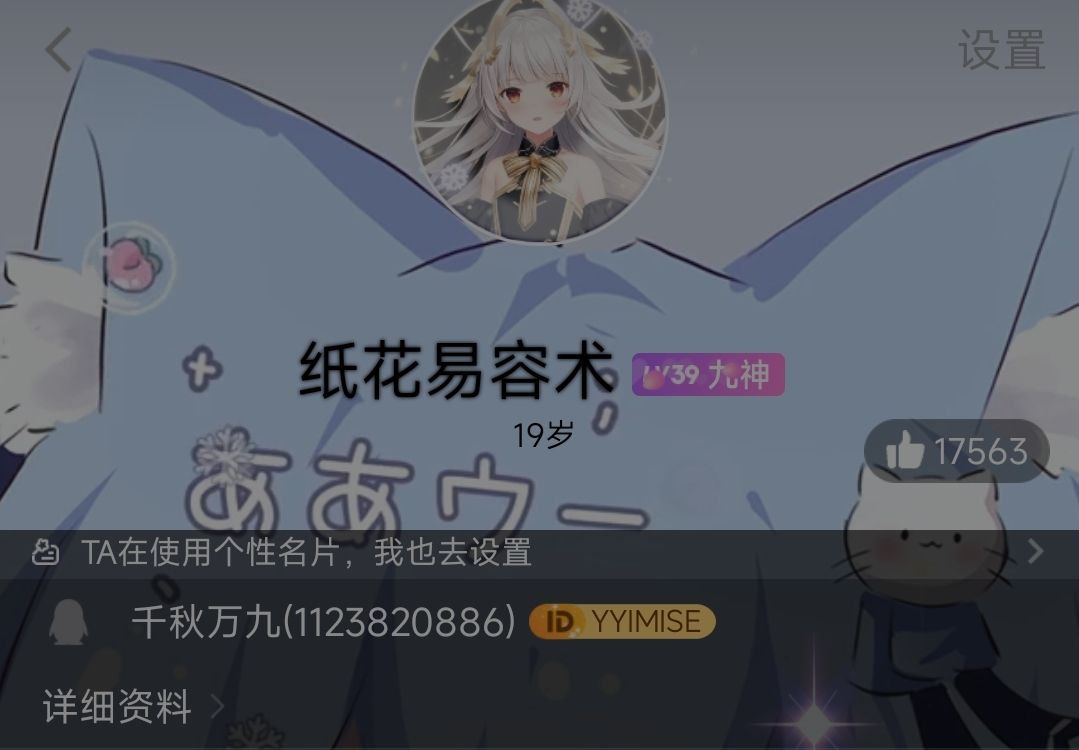 设置
纸花易容术 LV39 九神
19岁
17563
ああウー
TA在使用个性名片，我也去设置
千秋万九(1123820886) ID YYIMISE
详细资料